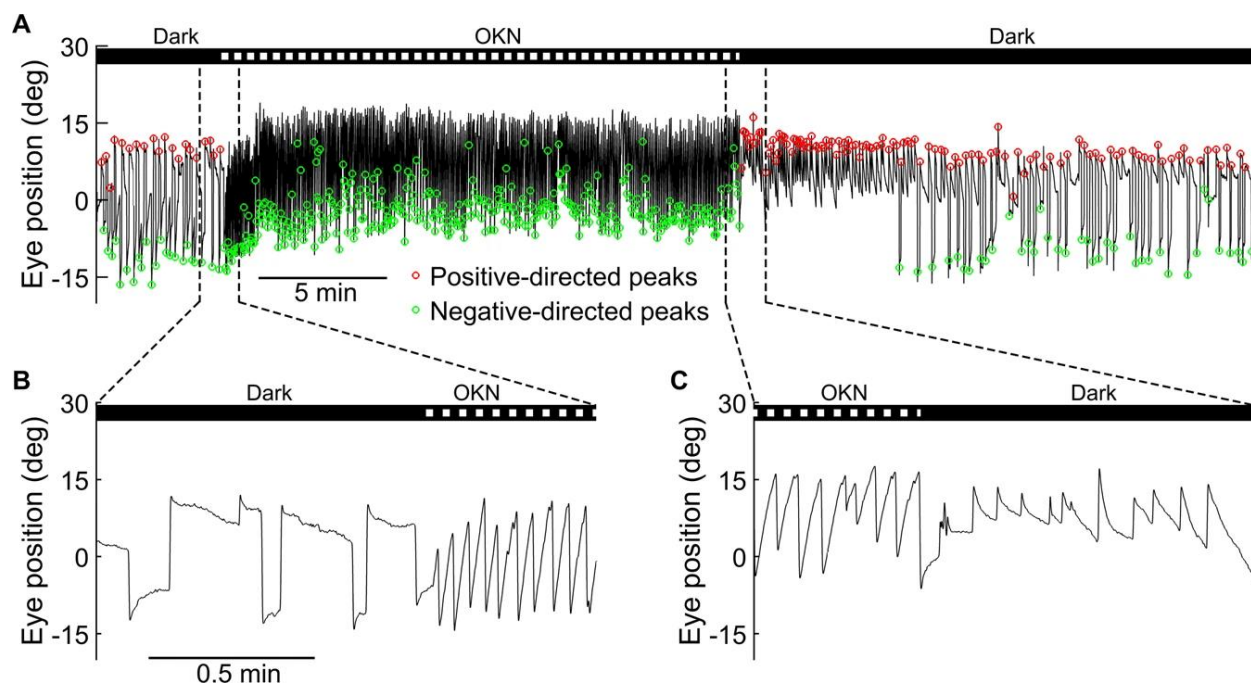 A
Dark OKN Dark
30
15
0
-15
Eye position (deg)
5 min
Positive-directed peaks
Negative-directed peaks
B
Dark OKN
30
15
0
-15
Eye position (deg)
0.5 min
C
OKN Dark
30
15
0
-15
Eye position (deg)